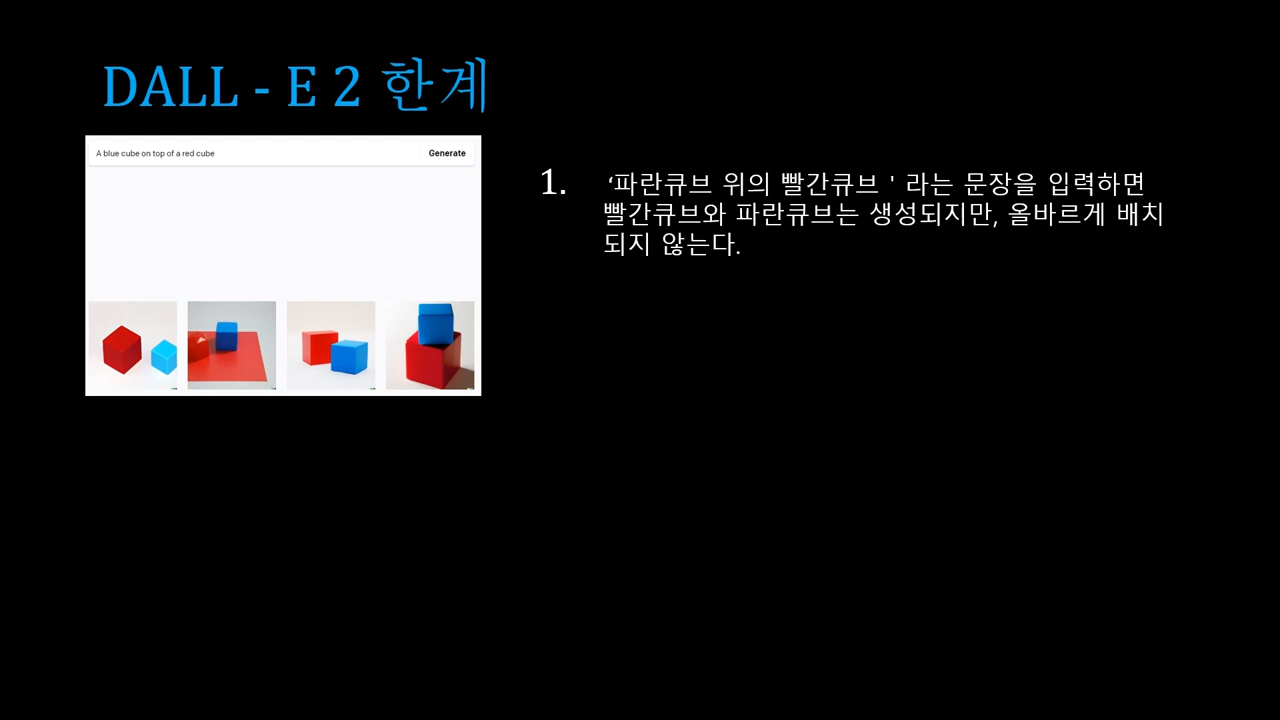 DALL - E 2 한계
A blue cube on top of a red cube
Generate
1. ‘파란큐브 위의 빨간큐브 ' 라는 문장을 입력하면
빨간큐브와 파란큐브는 생성되지만, 올바르게 배치
되지 않는다.